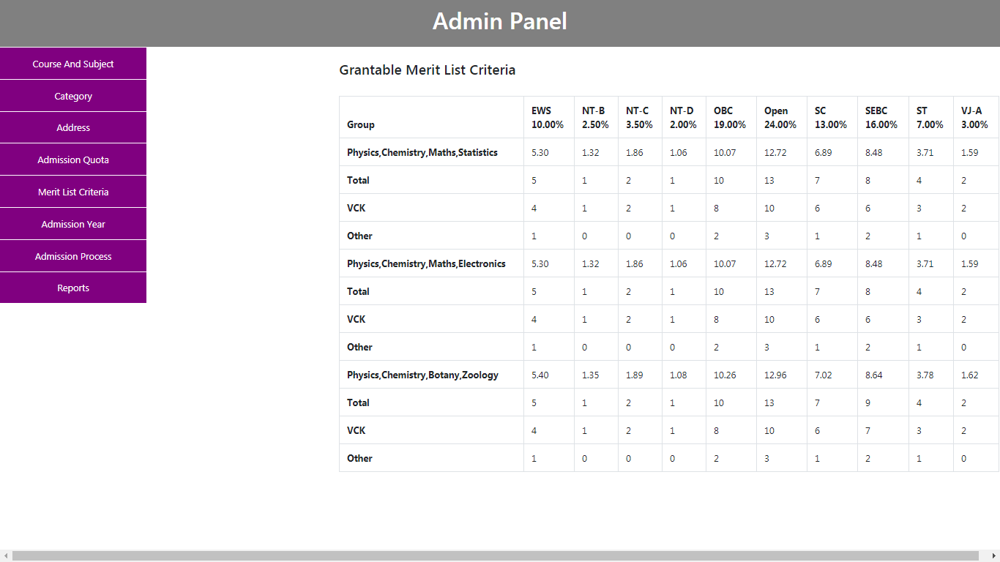 Admin Panel
Course And Subject
Category
Address
Admission Quota
Merit List Criteria
Admission Year
Admission Process
Reports
Grantable Merit List Criteria
Group EWS 10.00% NT-B 2.50% NT-C 3.50% NT-D 2.00% OBC 19.00% Open 24.00% SC 13.00% SEBC 16.00% ST 7.00% VJ-A 3.00%
Physics,Chemistry,Maths,Statistics 5.30 1.32 1.86 1.06 10.07 12.72 6.89 8.48 3.71 1.59
Total 5 1 2 1 10 13 7 8 4 2
VCK 4 1 2 1 8 10 6 6 3 2
Other 1 0 0 0 2 3 1 2 1 0
Physics,Chemistry,Maths,Electronics 5.30 1.32 1.86 1.06 10.07 12.72 6.89 8.48 3.71 1.59
Total 5 1 2 1 10 13 7 8 4 2
VCK 4 1 2 1 8 10 6 6 3 2
Other 1 0 0 0 2 3 1 2 1 0
Physics,Chemistry,Botany,Zoology 5.40 1.35 1.89 1.08 10.26 12.96 7.02 8.64 3.78 1.62
Total 5 1 2 1 10 13 7 9 4 2
VCK 4 1 2 1 8 10 6 7 3 2
Other 1 0 0 0 2 3 1 2 1 0